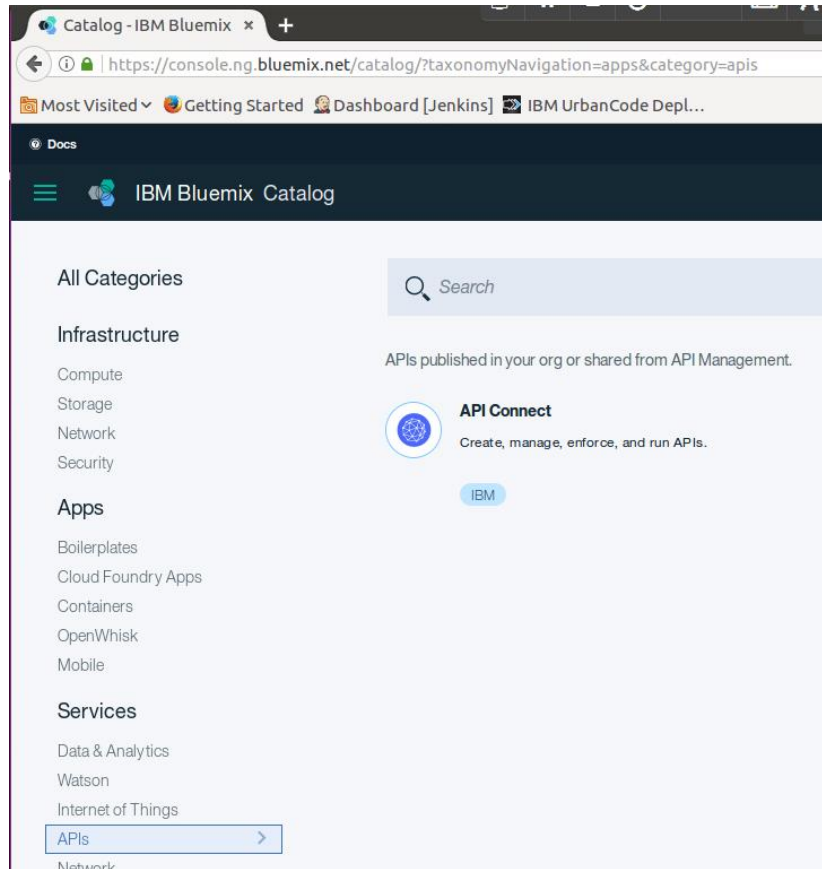 Catalog - IBM Bluemix
https://console.ng.bluemix.net/catalog/?taxonomyNavigation=apps&category=apis
Most Visited Getting Started Dashboard [Jenkins] IBM UrbanCode Depl...
Docs
IBM Bluemix Catalog
All Categories
Infrastructure
Compute
Storage
Network
Security
Apps
Boilerplates
Cloud Foundry Apps
Containers
OpenWhisk
Mobile
Services
Data & Analytics
Watson
Internet of Things
APIs
Network
Search
APIs published in your org or shared from API Management.
API Connect
Create, manage, enforce, and run APIs.
IBM